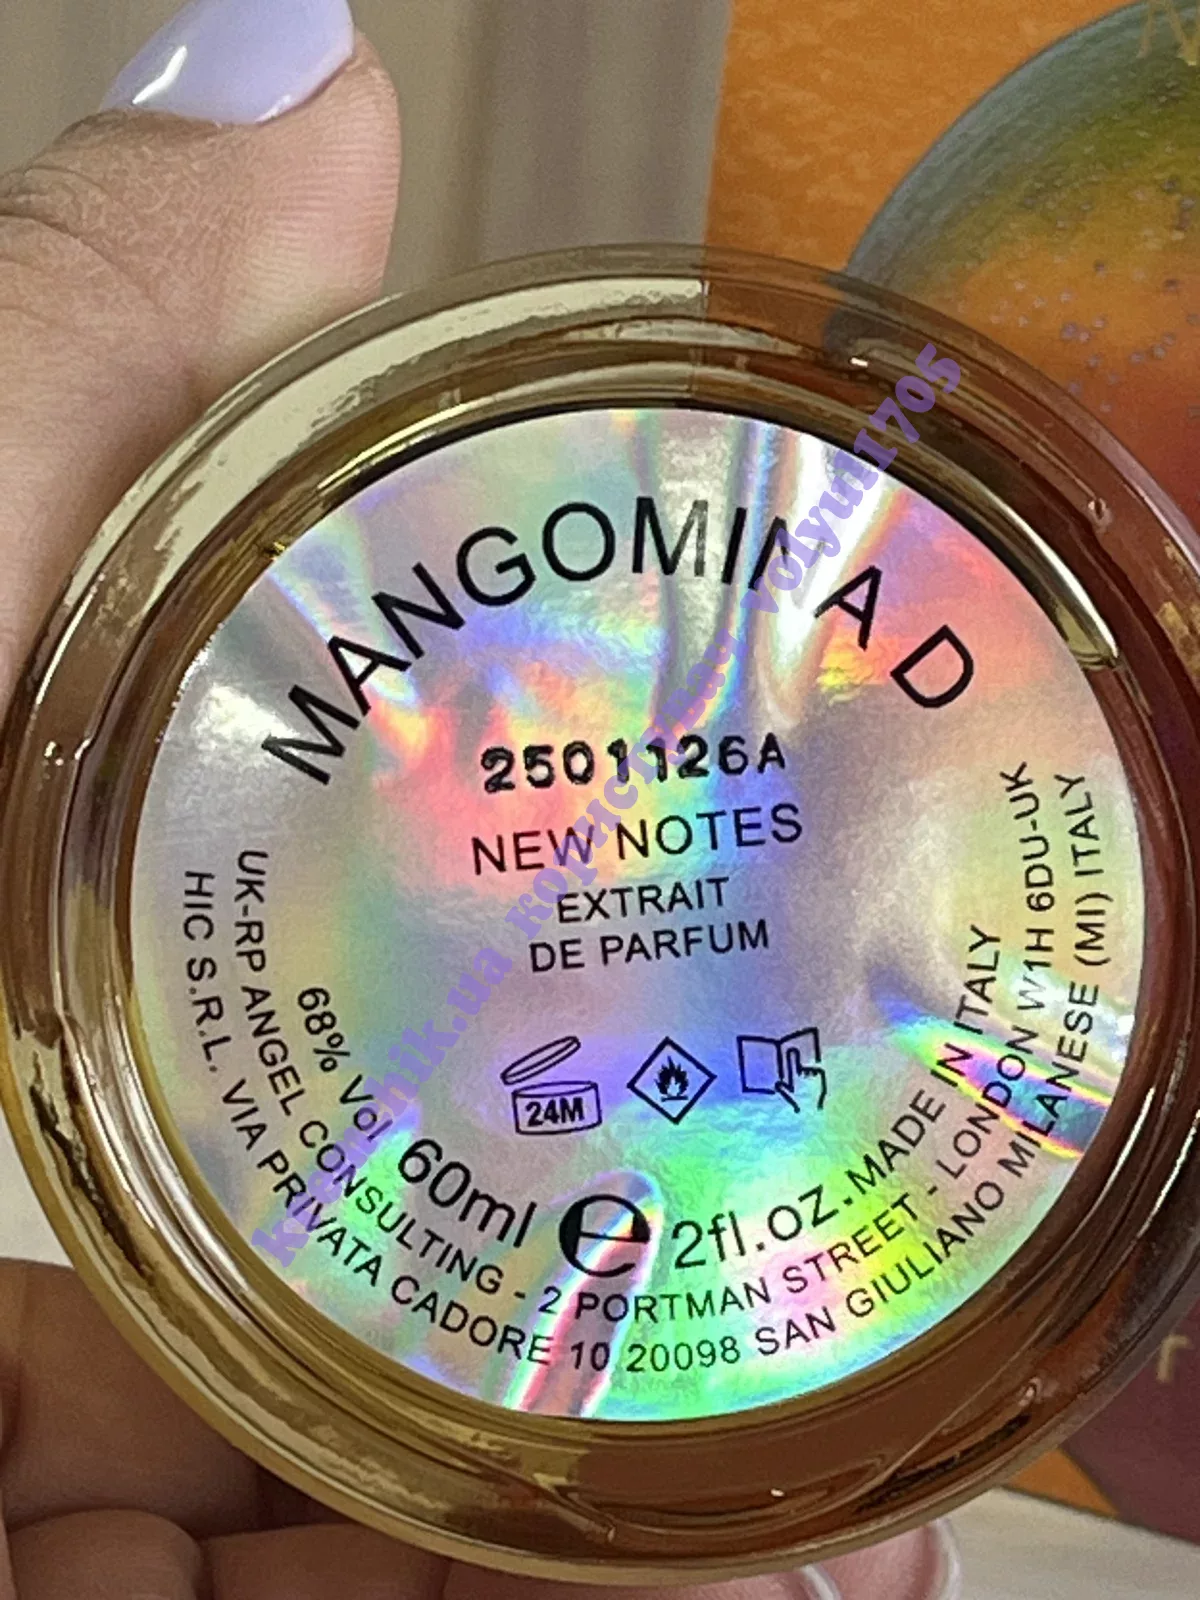 MANGOMINAD
2501126A
NEW NOTES
EXTRAIT
DE PARFUM
24M
68% Vol 60ml e 2fl.oz. MADE IN ITALY
UK-RP ANGEL CONSULTING - 2 PORTMAN STREET - LONDON W1H 6DU-UK
HIC S.R.L. VIA PRIVATA CADORE 10 20098 SAN GIULIANO MILANESE (MI) ITALY
kidstaff.ua користувач volyun1705